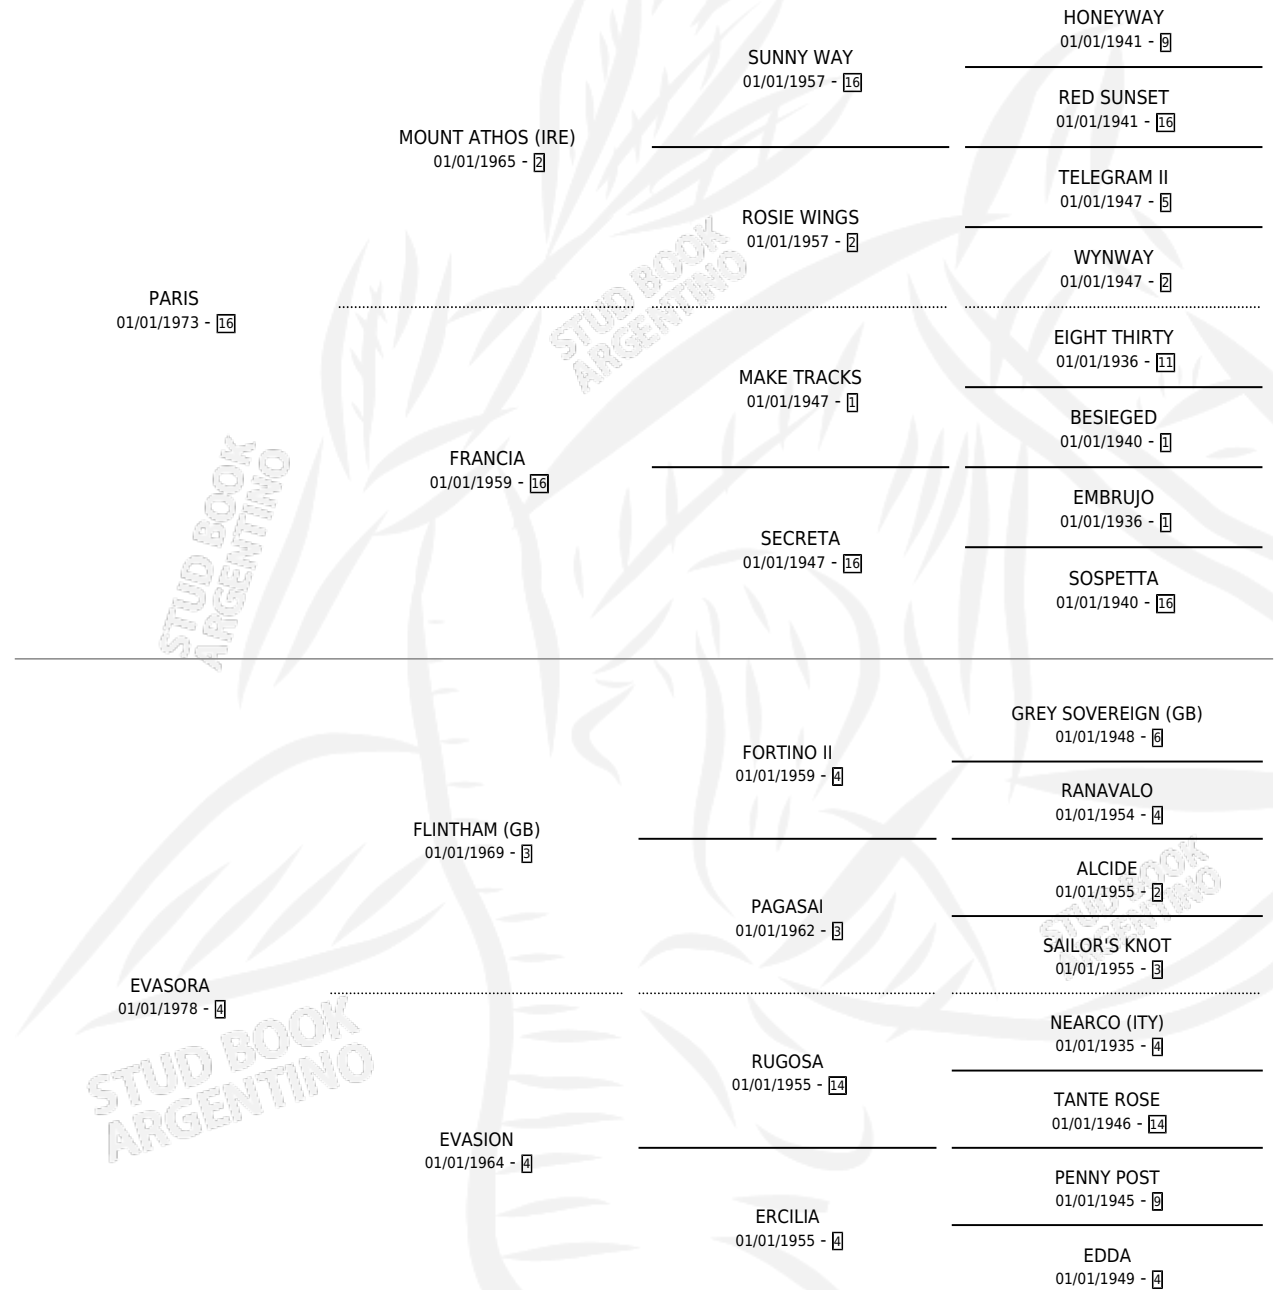 HONEYWAY
01/01/1941 - 9
SUNNY WAY
01/01/1957 - 16
RED SUNSET
01/01/1941 - 16
MOUNT ATHOS (IRE)
01/01/1965 - 2
TELEGRAM II
01/01/1947 - 5
ROSIE WINGS
01/01/1957 - 2
WYNWAY
01/01/1947 - 2
PARIS
01/01/1973 - 16
EIGHT THIRTY
01/01/1936 - 11
MAKE TRACKS
01/01/1947 - 1
BESIEGED
01/01/1940 - 1
FRANCIA
01/01/1959 - 16
EMBRUJO
01/01/1936 - 1
SECRETA
01/01/1947 - 16
SOSPETTA
01/01/1940 - 16
GREY SOVEREIGN (GB)
01/01/1948 - 6
FORTINO II
01/01/1959 - 4
RANAVALO
01/01/1954 - 4
FLINTHAM (GB)
01/01/1969 - 3
ALCIDE
01/01/1955 - 2
PAGASAI
01/01/1962 - 3
SAILOR'S KNOT
01/01/1955 - 3
EVASORA
01/01/1978 - 4
NEARCO (ITY)
01/01/1935 - 4
RUGOSA
01/01/1955 - 14
TANTE ROSE
01/01/1946 - 14
EVASION
01/01/1964 - 4
PENNY POST
01/01/1945 - 9
ERCILIA
01/01/1955 - 4
EDDA
01/01/1949 - 4
STUD BOOK
ARGENTINO
STUD BOOK
ARGENTINO
STUD BOOK
ARGENTINO
STUD BOOK
ARGENTINO